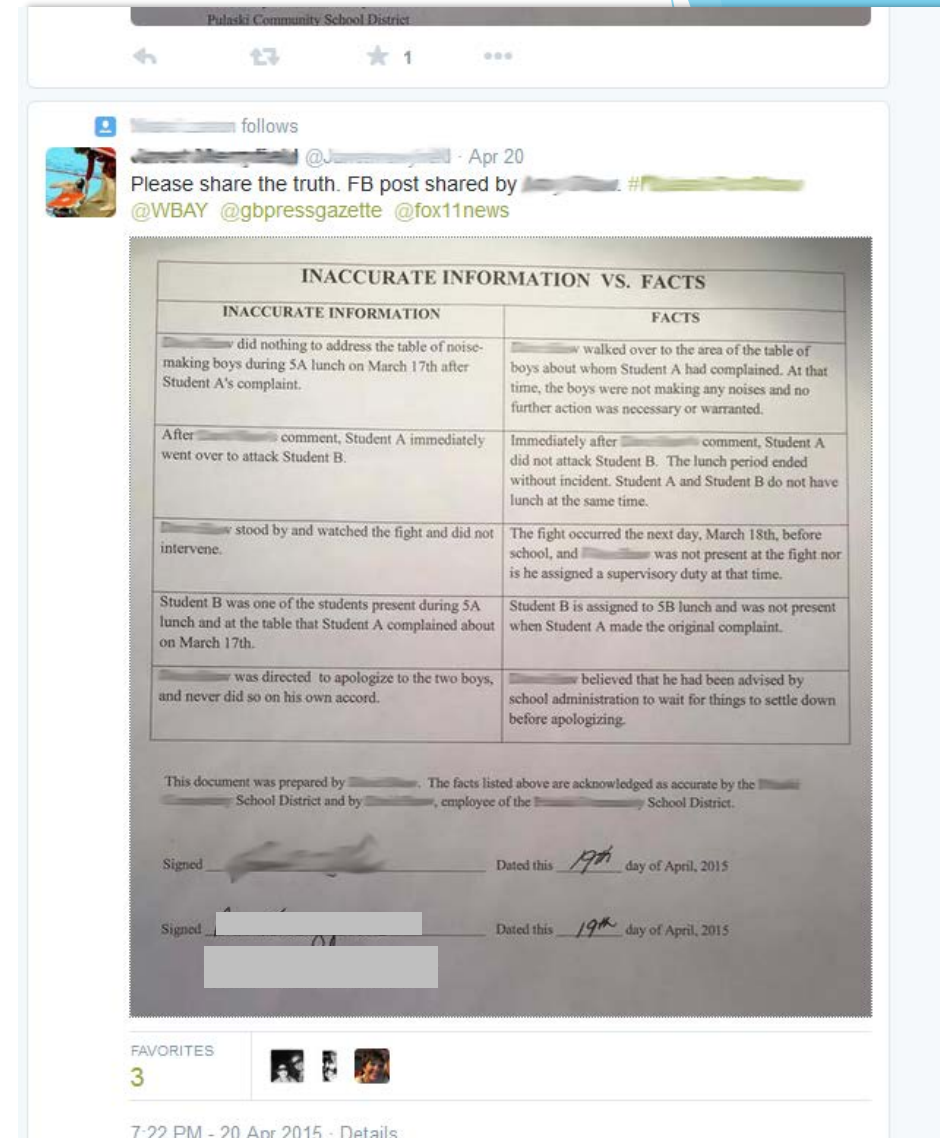 Pulaski Community School District
1
follows
· Apr 20
Please share the truth. FB post shared by . #
@WBAY @gbpressgazette @fox11news
INACCURATE INFORMATION VS. FACTS
INACCURATE INFORMATION
FACTS
did nothing to address the table of noise-
making boys during 5A lunch on March 17th after
Student A's complaint.
walked over to the area of the table of
boys about whom Student A had complained. At that
time, the boys were not making any noises and no
further action was necessary or warranted.
After comment, Student A immediately
went over to attack Student B.
Immediately after comment, Student A
did not attack Student B. The lunch period ended
without incident. Student A and Student B do not have
lunch at the same time.
stood by and watched the fight and did not
intervene.
The fight occurred the next day, March 18th, before
school, and was not present at the fight nor
is he assigned a supervisory duty at that time.
Student B was one of the students present during 5A
lunch and at the table that Student A complained about
on March 17th.
Student B is assigned to 5B lunch and was not present
when Student A made the original complaint.
was directed to apologize to the two boys,
and never did so on his own accord.
believed that he had been advised by
school administration to wait for things to settle down
before apologizing.
This document was prepared by . The facts listed above are acknowledged as accurate by the
School District and by , employee of the School District.
Signed Dated this 19th day of April, 2015
Signed Dated this 19th day of April, 2015
FAVORITES
3
7:22 PM - 20 Apr 2015 · Details